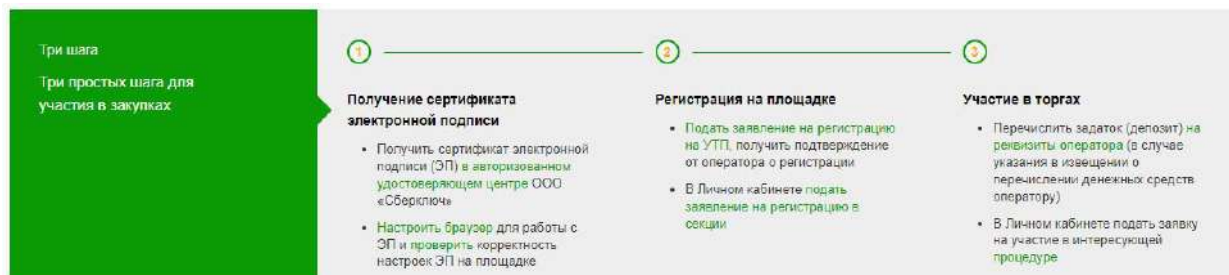 Три шага
Три простых шага для
участия в закупках
1
Получение сертификата
электронной подписи
• Получить сертификат электронной
подписи (ЭП) в авторизованном
удостоверяющем центре ООО
«Сберключ»
• Настроить браузер для работы с
ЭП и проверить корректность
настроек ЭП на площадке
2
Регистрация на площадке
• Подать заявление на регистрацию
на УТП, получить подтверждение
от оператора о регистрации
• В Личном кабинете подать
заявление на регистрацию в
секции
3
Участие в торгах
• Перечислить задаток (депозит) на
реквизиты оператора (в случае
указания в извещении о
перечислении денежных средств
оператору)
• В Личном кабинете подать заявку
на участие в интересующей
процедуре